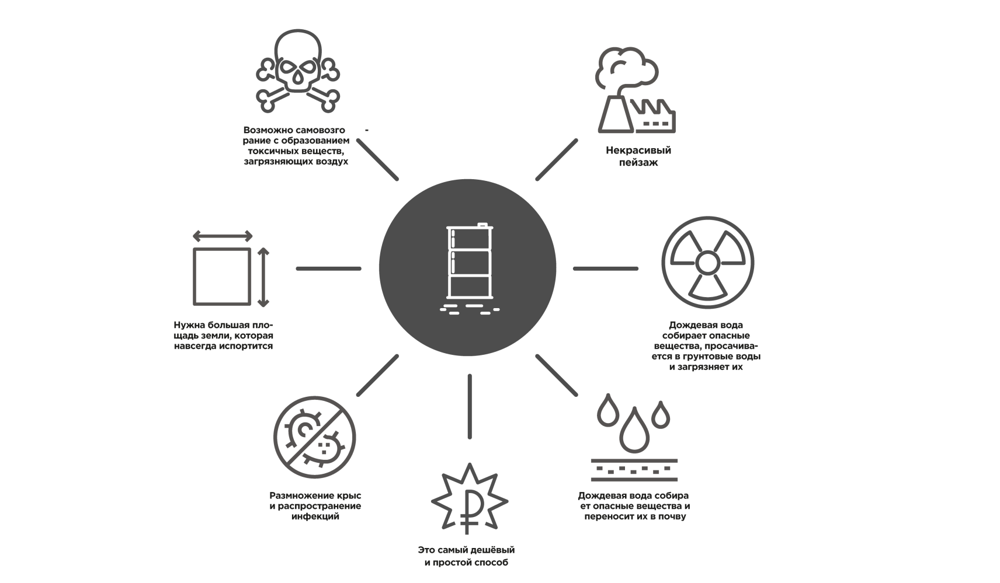 Возможно самовозго -
рание с образованием
токсичных веществ,
загрязняющих воздух
Некрасивый
пейзаж
Нужна большая пло-
щадь земли, которая
навсегда испортится
Дождевая вода
собирает опасные
вещества, просачива-
ется в грунтовые воды
и загрязняет их
Размножение крыс
и распространение
инфекций
Дождевая вода собира
ет опасные вещества и
переносит их в почву
Это самый дешёвый
и простой способ